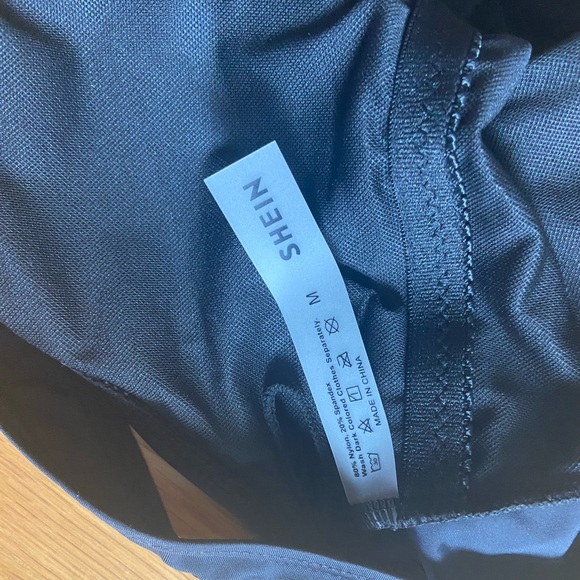 SHEIN
M
80% Nylon, 20% Spandex
Wash Dark Colored Clothes Separately.
MADE IN CHINA